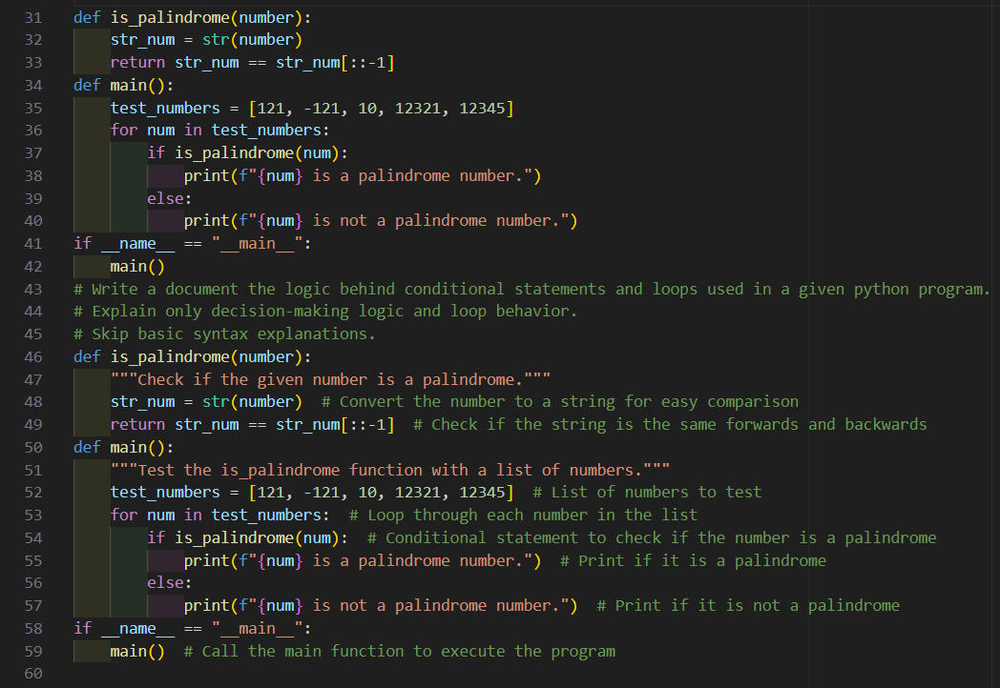 31 def is_palindrome(number):
32     str_num = str(number)
33     return str_num == str_num[::-1]
34 def main():
35     test_numbers = [121, -121, 10, 12321, 12345]
36     for num in test_numbers:
37         if is_palindrome(num):
38             print(f"{num} is a palindrome number.")
39         else:
40             print(f"{num} is not a palindrome number.")
41 if __name__ == "__main__":
42     main()
43 # Write a document the logic behind conditional statements and loops used in a given python program.
44 # Explain only decision-making logic and loop behavior.
45 # Skip basic syntax explanations.
46 def is_palindrome(number):
47     """Check if the given number is a palindrome."""
48     str_num = str(number)  # Convert the number to a string for easy comparison
49     return str_num == str_num[::-1]  # Check if the string is the same forwards and backwards
50 def main():
51     """Test the is_palindrome function with a list of numbers."""
52     test_numbers = [121, -121, 10, 12321, 12345]  # List of numbers to test
53     for num in test_numbers:  # Loop through each number in the list
54         if is_palindrome(num):  # Conditional statement to check if the number is a palindrome
55             print(f"{num} is a palindrome number.")  # Print if it is a palindrome
56         else:
57             print(f"{num} is not a palindrome number.")  # Print if it is not a palindrome
58 if __name__ == "__main__":
59     main()  # Call the main function to execute the program
60